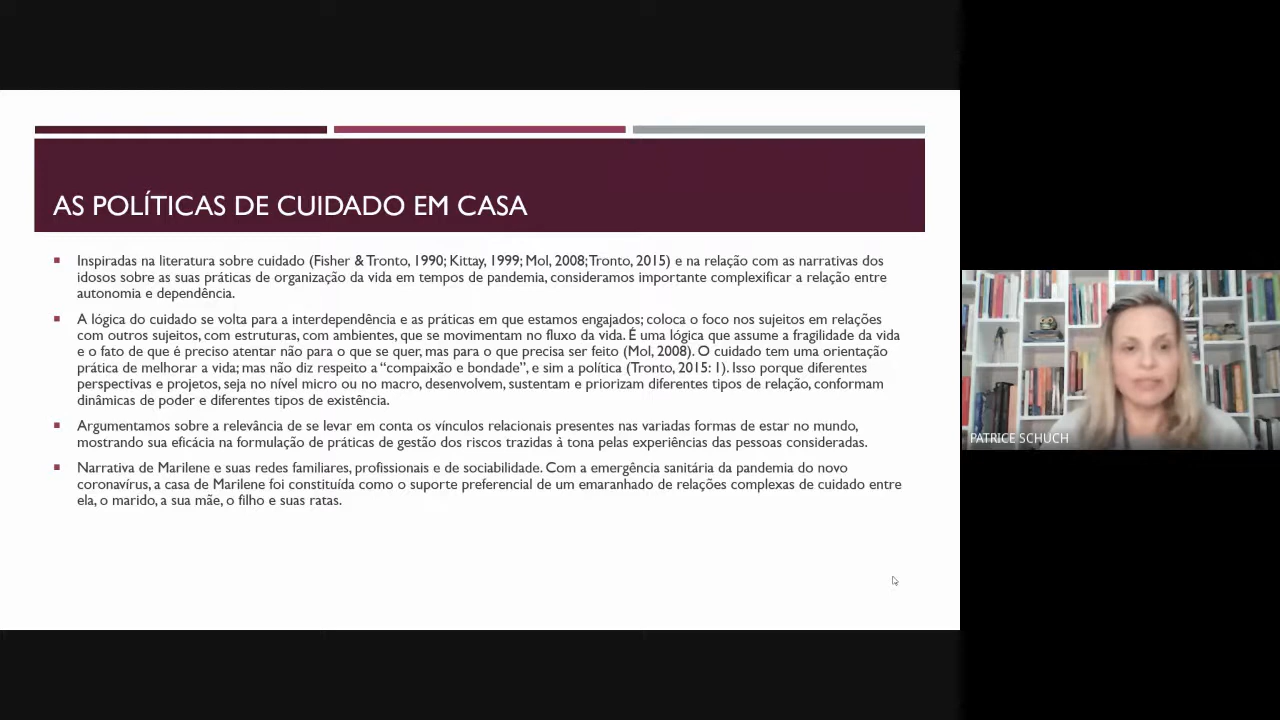 AS POLÍTICAS DE CUIDADO EM CASA
Inspiradas na literatura sobre cuidado (Fisher & Tronto, 1990; Kittay, 1999; Mol, 2008; Tronto, 2015) e na relação com as narrativas dos
idosos sobre as suas práticas de organização da vida em tempos de pandemia, consideramos importante complexificar a relação entre
autonomia e dependência.
A lógica do cuidado se volta para a interdependência e as práticas em que estamos engajados; coloca o foco nos sujeitos em relações
com outros sujeitos, com estruturas, com ambientes, que se movimentam no fluxo da vida. É uma lógica que assume a fragilidade da vida
e o fato de que é preciso atentar não para o que se quer, mas para o que precisa ser feito (Mol, 2008). O cuidado tem uma orientação
prática de melhorar a vida; mas não diz respeito a “compaixão e bondade”, e sim a política (Tronto, 2015: 1). Isso porque diferentes
perspectivas e projetos, seja no nível micro ou no macro, desenvolvem, sustentam e priorizam diferentes tipos de relação, conformam
dinâmicas de poder e diferentes tipos de existência.
Argumentamos sobre a relevância de se levar em conta os vínculos relacionais presentes nas variadas formas de estar no mundo,
mostrando sua eficácia na formulação de práticas de gestão dos riscos trazidas à tona pelas experiências das pessoas consideradas.
Narrativa de Marilene e suas redes familiares, profissionais e de sociabilidade. Com a emergência sanitária da pandemia do novo
coronavírus, a casa de Marilene foi constituída como o suporte preferencial de um emaranhado de relações complexas de cuidado entre
ela, o marido, a sua mãe, o filho e suas ratas.
PATRICE SCHUCH